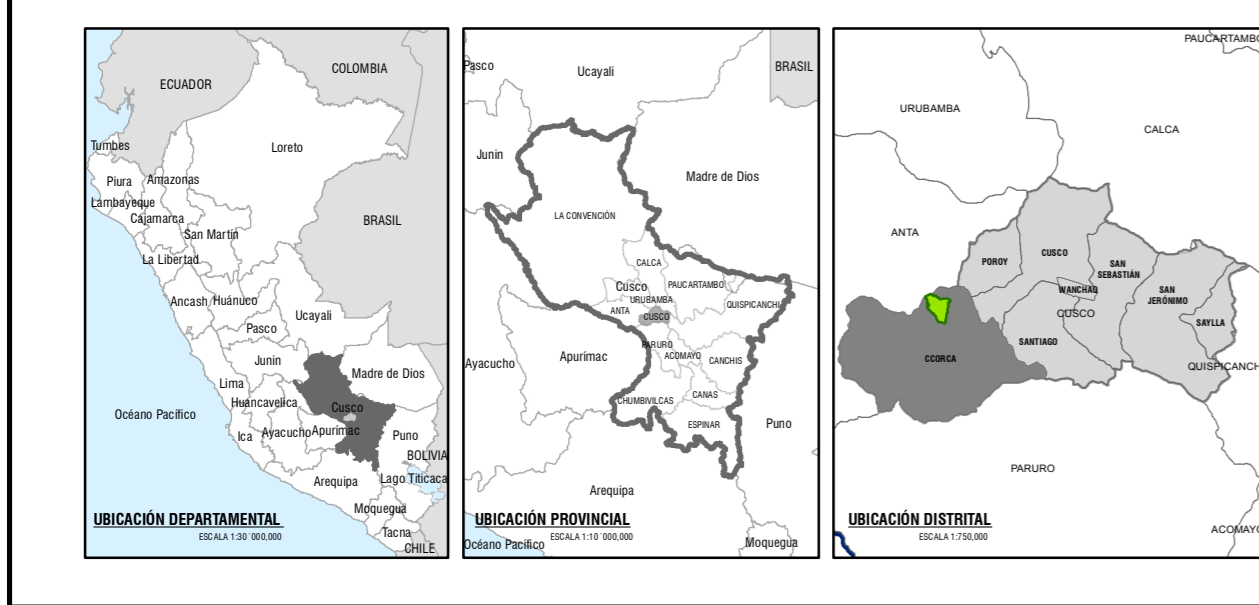 ECUADOR
COLOMBIA
Tumbes
Loreto
Piura
Amazonas
Lambayeque
Cajamarca
BRASIL
San Martín
La Libertad
Ancash
Huánuco
Ucayali
Pasco
Junin
Madre de Dios
Lima
Huancavelica
Cusco
Océano Pacífico
Ica
Ayacucho
Apurímac
Puno
BOLIVIA
Arequipa
Lago Titicaca
Moquegua
Tacna
CHILE
UBICACIÓN DEPARTAMENTAL
ESCALA 1:30´000,000
Pasco
Ucayali
BRASIL
Junin
Madre de Dios
LA CONVENCIÓN
CALCA
Cusco
PAUCARTAMBO
URUBAMBA
QUISPICANCHI
ANTA
CUSCO
PARURO
ACOMAYO
CANCHIS
Ayacucho
Apurímac
CHUMBIVILCAS
CANAS
ESPINAR
Puno
Arequipa
UBICACIÓN PROVINCIAL
ESCALA 1:10´000,000
Océano Pacífico
Moquegua
PAUCARTAMBO
URUBAMBA
CALCA
ANTA
POROY
CUSCO
SAN
SEBASTIÁN
WANCHAQ
SAN
JERÓNIMO
CUSCO
SAYLLA
SANTIAGO
CCORCA
QUISPICANCH
PARURO
UBICACIÓN DISTRITAL
ESCALA 1:750,000
ACOMAYO